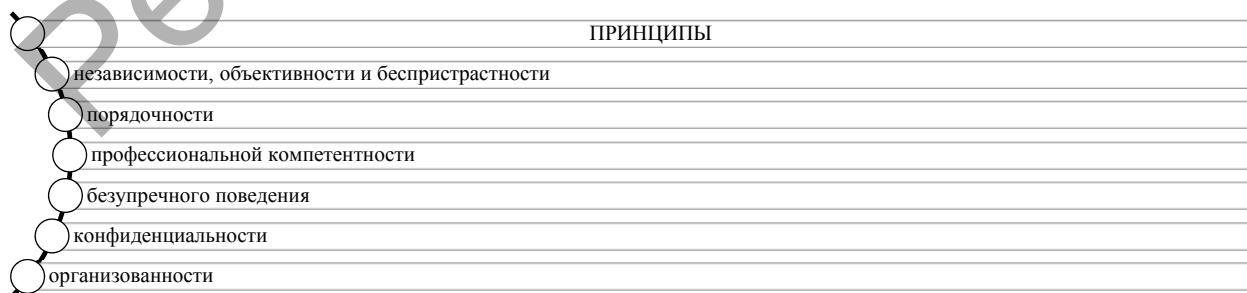 ПРИНЦИПЫ
независимости, объективности и беспристрастности
порядочности
профессиональной компетентности
безупречного поведения
конфиденциальности
организованности